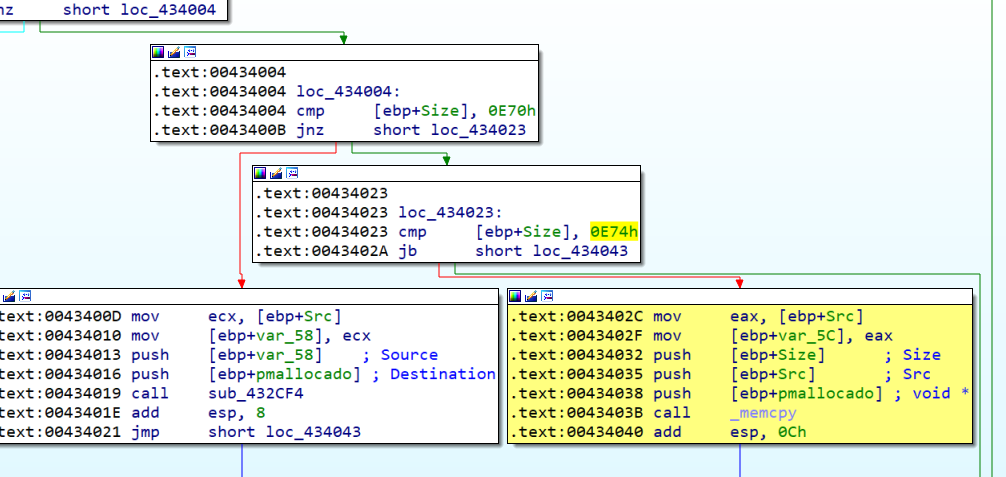 nz      short loc_434004
.text:00434004
.text:00434004 loc_434004:
.text:00434004 cmp     [ebp+Size], 0E70h
.text:0043400B jnz     short loc_434023
.text:00434023
.text:00434023 loc_434023:
.text:00434023 cmp     [ebp+Size], 0E74h
.text:0043402A jb      short loc_434043
text:0043400D mov     ecx, [ebp+Src]
text:00434010 mov     [ebp+var_58], ecx
text:00434013 push    [ebp+var_58]    ; Source
text:00434016 push    [ebp+pmallocado] ; Destination
text:00434019 call    sub_432CF4
text:0043401E add     esp, 8
text:00434021 jmp     short loc_434043
.text:0043402C mov     eax, [ebp+Src]
.text:0043402F mov     [ebp+var_5C], eax
.text:00434032 push    [ebp+Size]      ; Size
.text:00434035 push    [ebp+Src]       ; Src
.text:00434038 push    [ebp+pmallocado] ; void *
.text:0043403B call    _memcpy
.text:00434040 add     esp, 0Ch